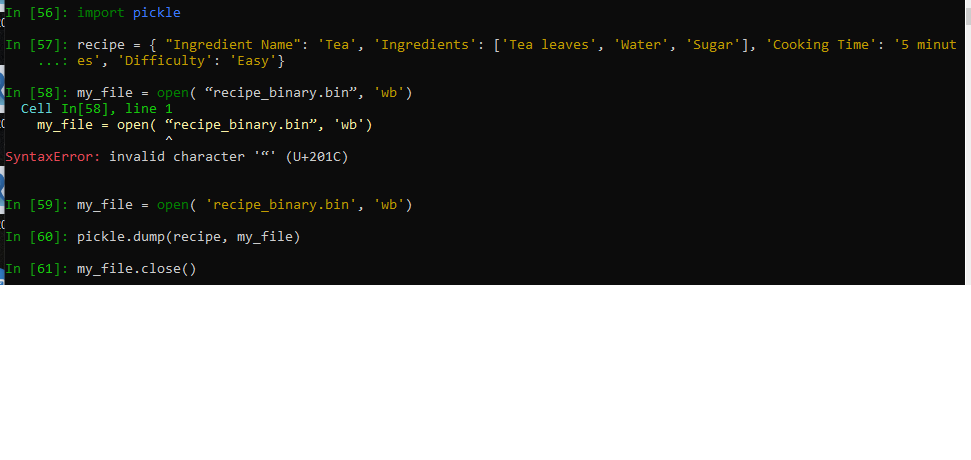 In [56]: import pickle
In [57]: recipe = { "Ingredient Name": 'Tea', 'Ingredients': ['Tea leaves', 'Water', 'Sugar'], 'Cooking Time': '5 minut
...: es', 'Difficulty': 'Easy'}
In [58]: my_file = open( “recipe_binary.bin”, 'wb')
Cell In[58], line 1
my_file = open( “recipe_binary.bin”, 'wb')
^
SyntaxError: invalid character '“' (U+201C)
In [59]: my_file = open( 'recipe_binary.bin', 'wb')
In [60]: pickle.dump(recipe, my_file)
In [61]: my_file.close()